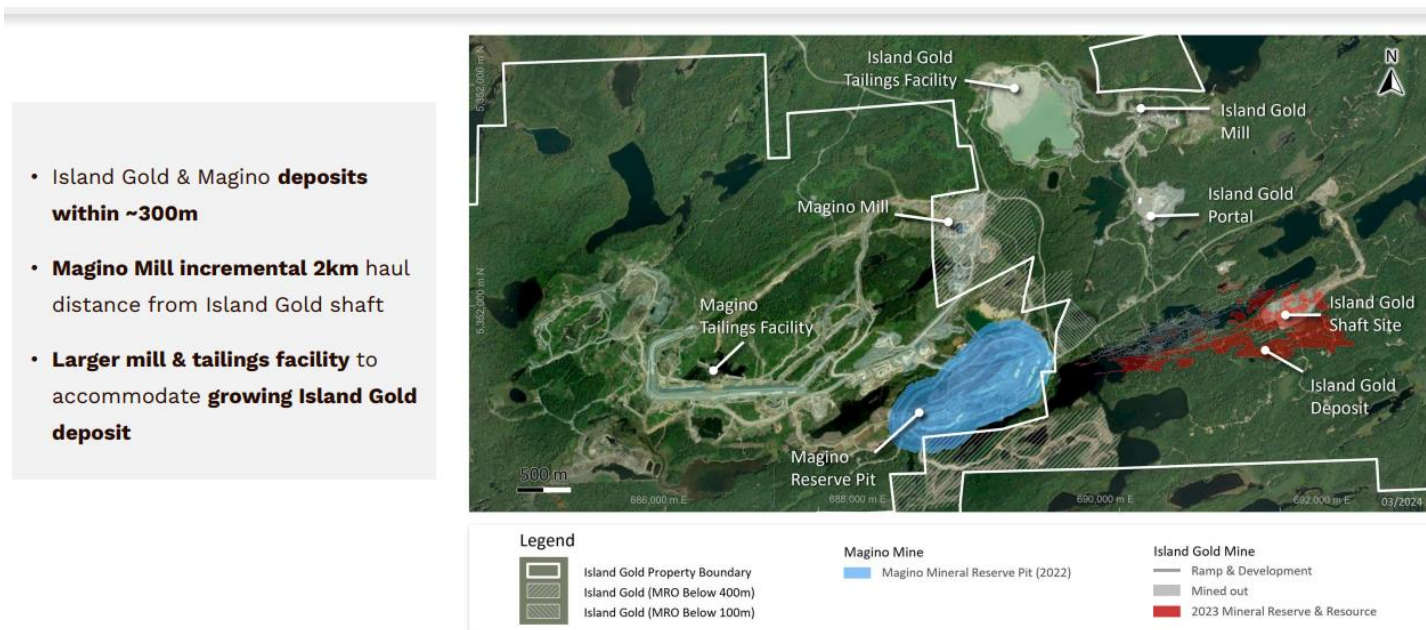 • Island Gold & Magino deposits
within ~300m
• Magino Mill incremental 2km haul
distance from Island Gold shaft
• Larger mill & tailings facility to
accommodate growing Island Gold
deposit
Island Gold
Tailings Facility
N
Island Gold
Mill
Magino Mill
Island Gold
Portal
Magino
Tailings Facility
Island Gold
Shaft Site
Island Gold
Deposit
Magino
Reserve Pit
500 m
5,352,000 m N
686,000 m E
688,000 m E
690,000 m E
692,000 m E
03/2024
Legend
Island Gold Property Boundary
Island Gold (MRO Below 400m)
Island Gold (MRO Below 100m)
Magino Mine
Magino Mineral Reserve Pit (2022)
Island Gold Mine
Ramp & Development
Mined out
2023 Mineral Reserve & Resource